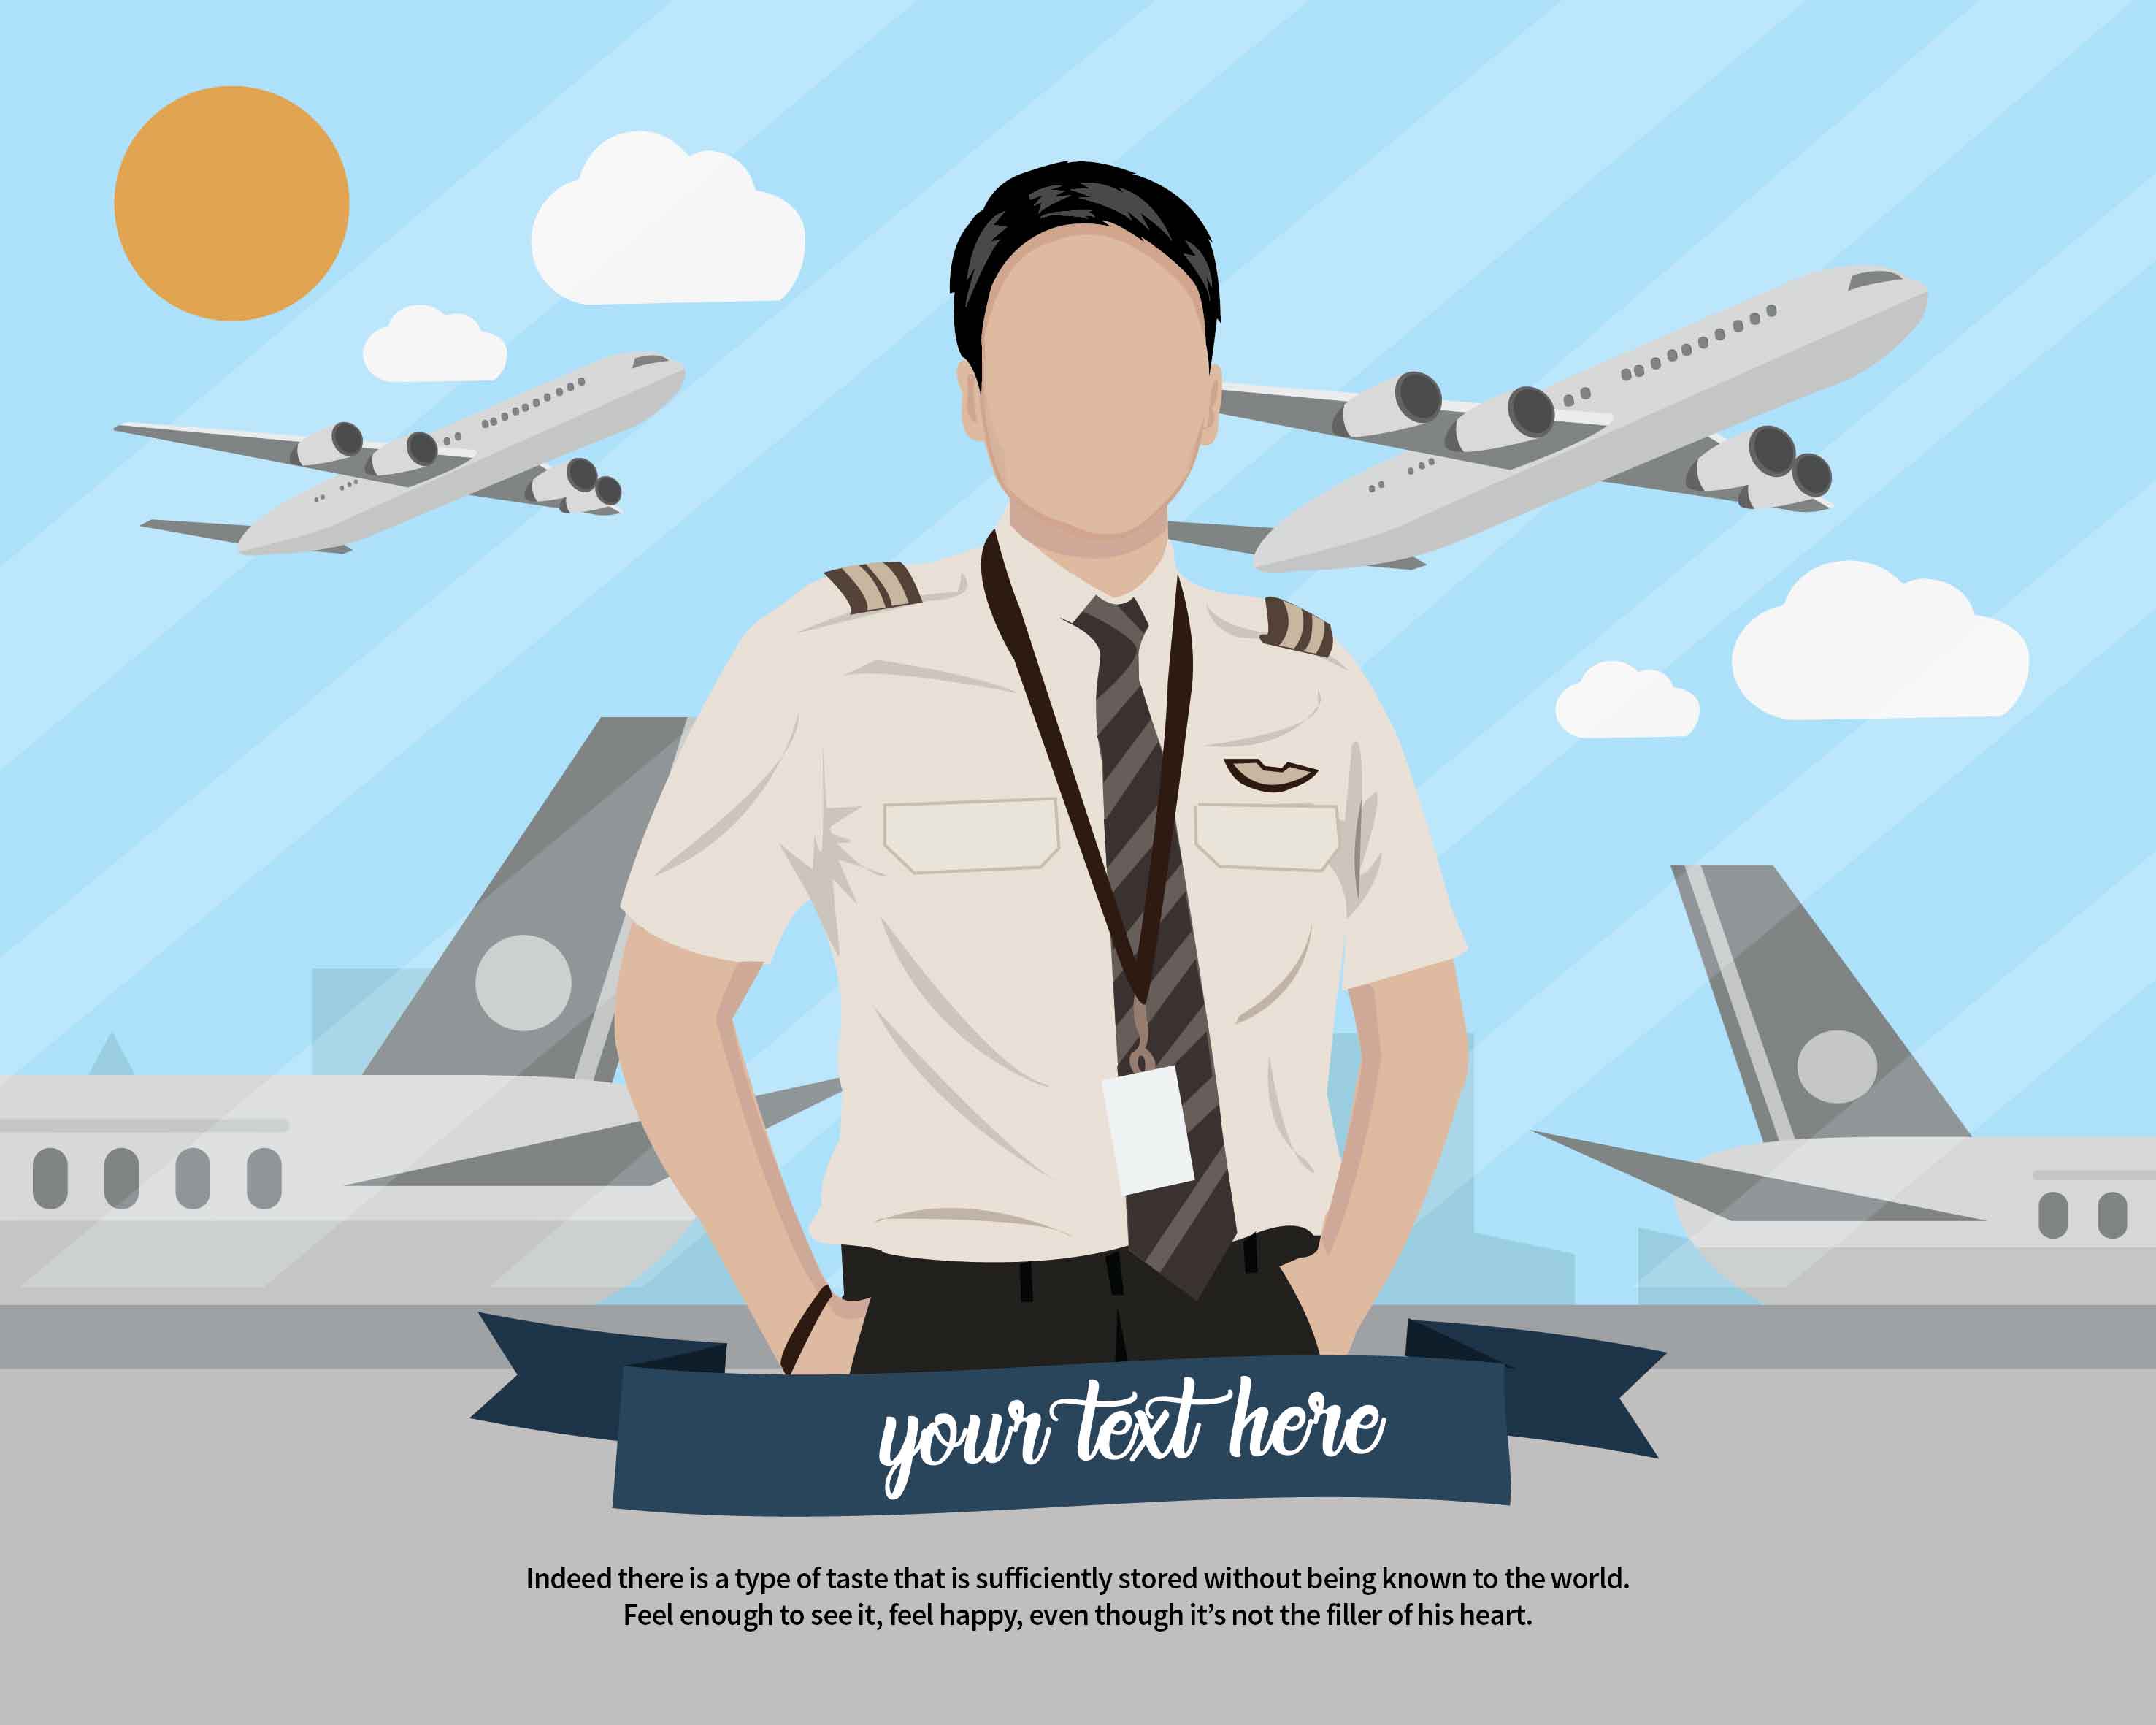 your text here
Indeed there is a type of taste that is sufficiently stored without being known to the world.
Feel enough to see it, feel happy, even though it’s not the filler of his heart.